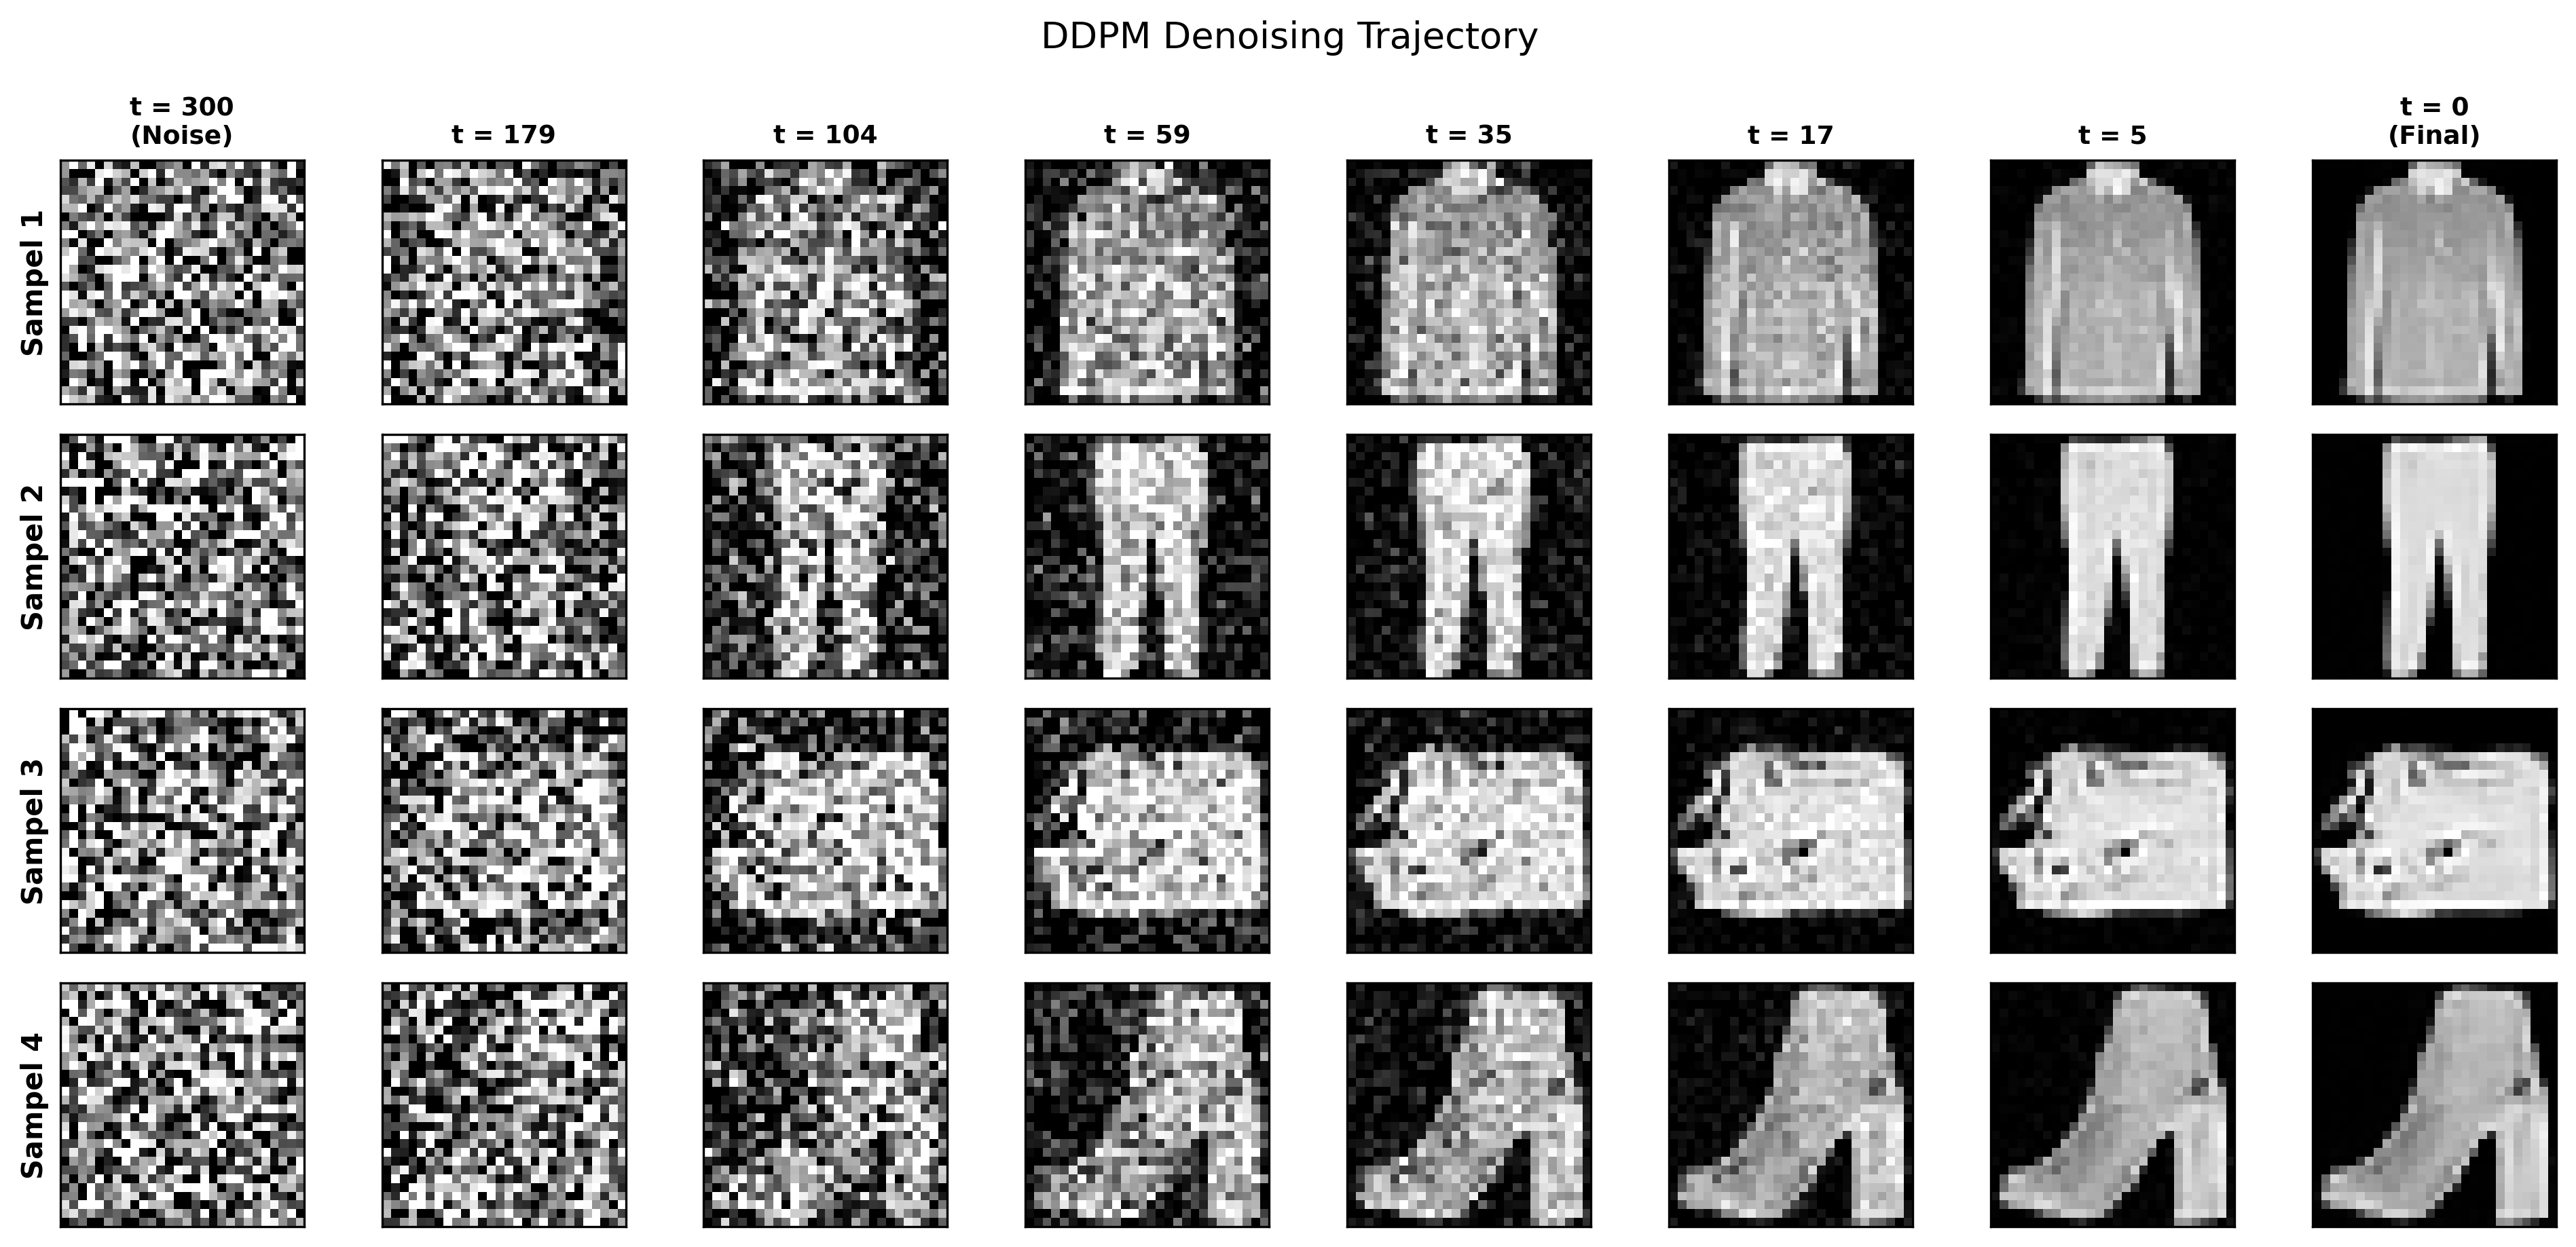 DDPM Denoising Trajectory
t = 300
(Noise)
t = 179
t = 104
t = 59
t = 35
t = 17
t = 5
t = 0
(Final)
Sampel 1
Sampel 2
Sampel 3
Sampel 4